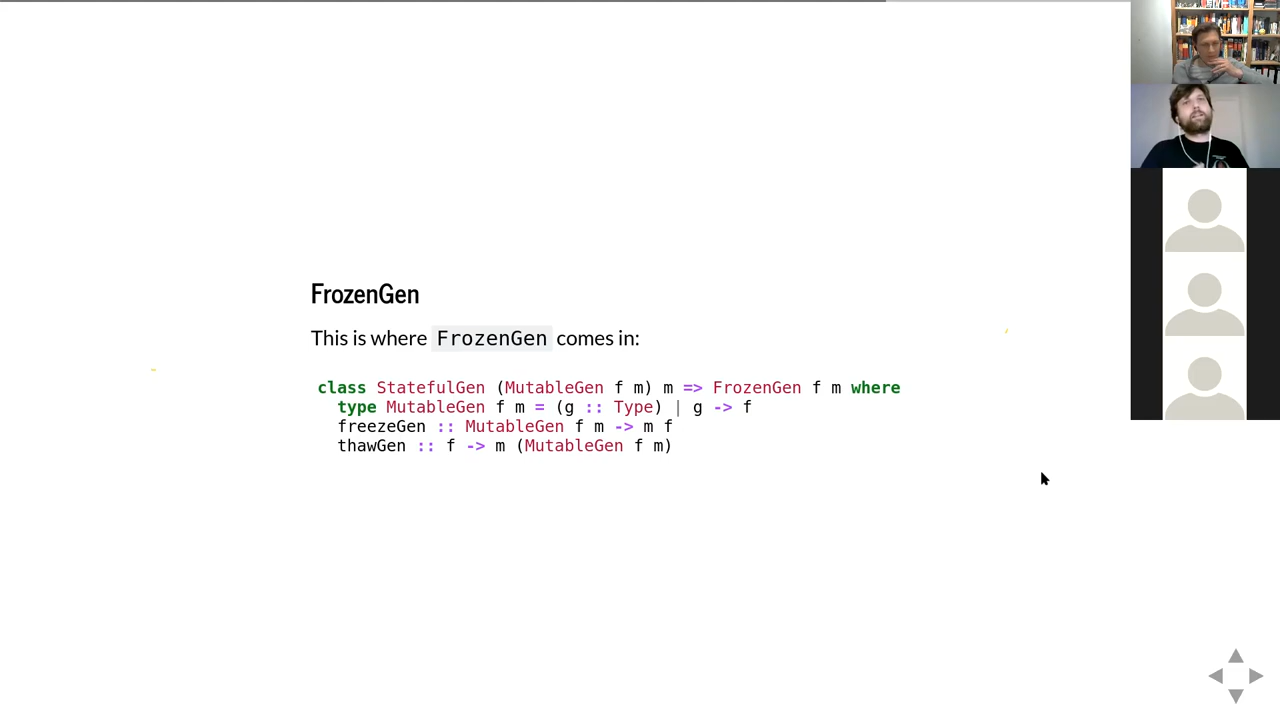 FrozenGen
This is where FrozenGen comes in:
class StatefulGen (MutableGen f m) m => FrozenGen f m where
type MutableGen f m = (g :: Type) | g -> f
freezeGen :: MutableGen f m -> m f
thawGen :: f -> m (MutableGen f m)